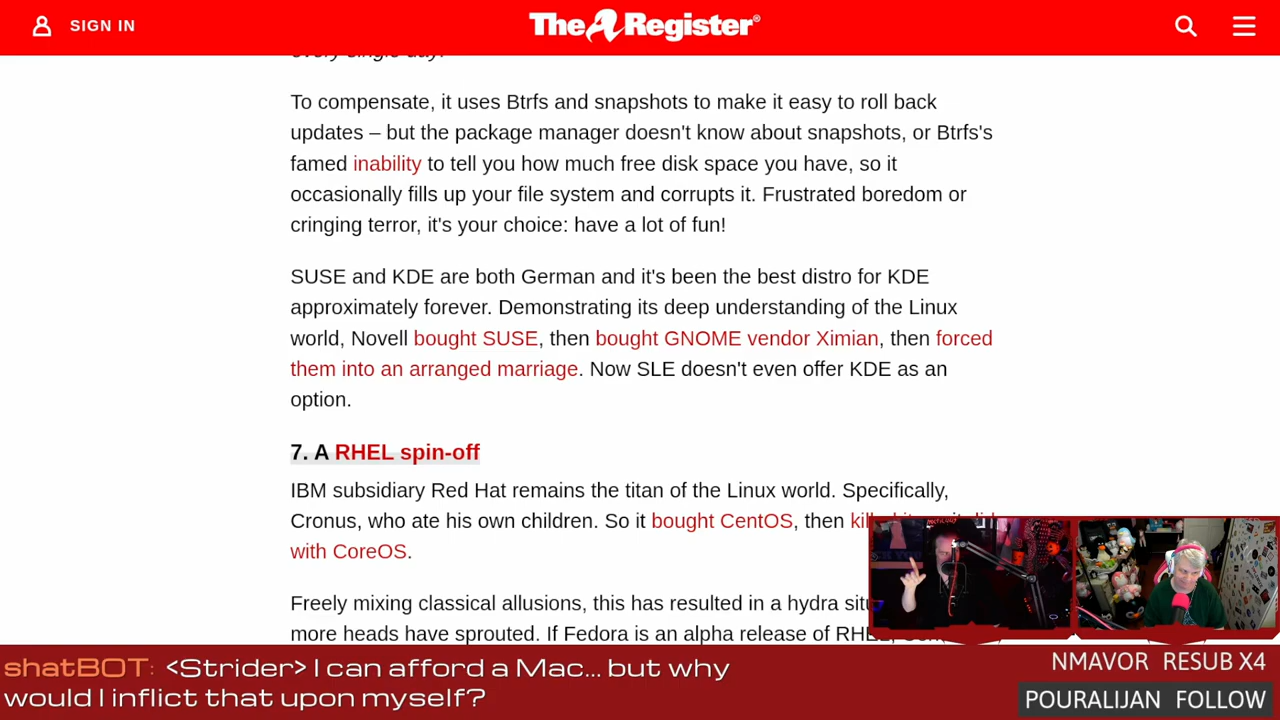 SIGN IN
The Register®
every single day.
To compensate, it uses Btrfs and snapshots to make it easy to roll back
updates – but the package manager doesn't know about snapshots, or Btrfs's
famed inability to tell you how much free disk space you have, so it
occasionally fills up your file system and corrupts it. Frustrated boredom or
cringing terror, it's your choice: have a lot of fun!
SUSE and KDE are both German and it's been the best distro for KDE
approximately forever. Demonstrating its deep understanding of the Linux
world, Novell bought SUSE, then bought GNOME vendor Ximian, then forced
them into an arranged marriage. Now SLE doesn't even offer KDE as an
option.
7. A RHEL spin-off
IBM subsidiary Red Hat remains the titan of the Linux world. Specifically,
Cronus, who ate his own children. So it bought CentOS, then
with CoreOS.
Freely mixing classical allusions, this has resulted in a hydra
more heads have sprouted. If Fedora is an alpha release of RHEL,
shatBOT: <Strider> I can afford a Mac... but why
would I inflict that upon myself?
NMAVOR RESUB X4
POURALIJAN FOLLOW